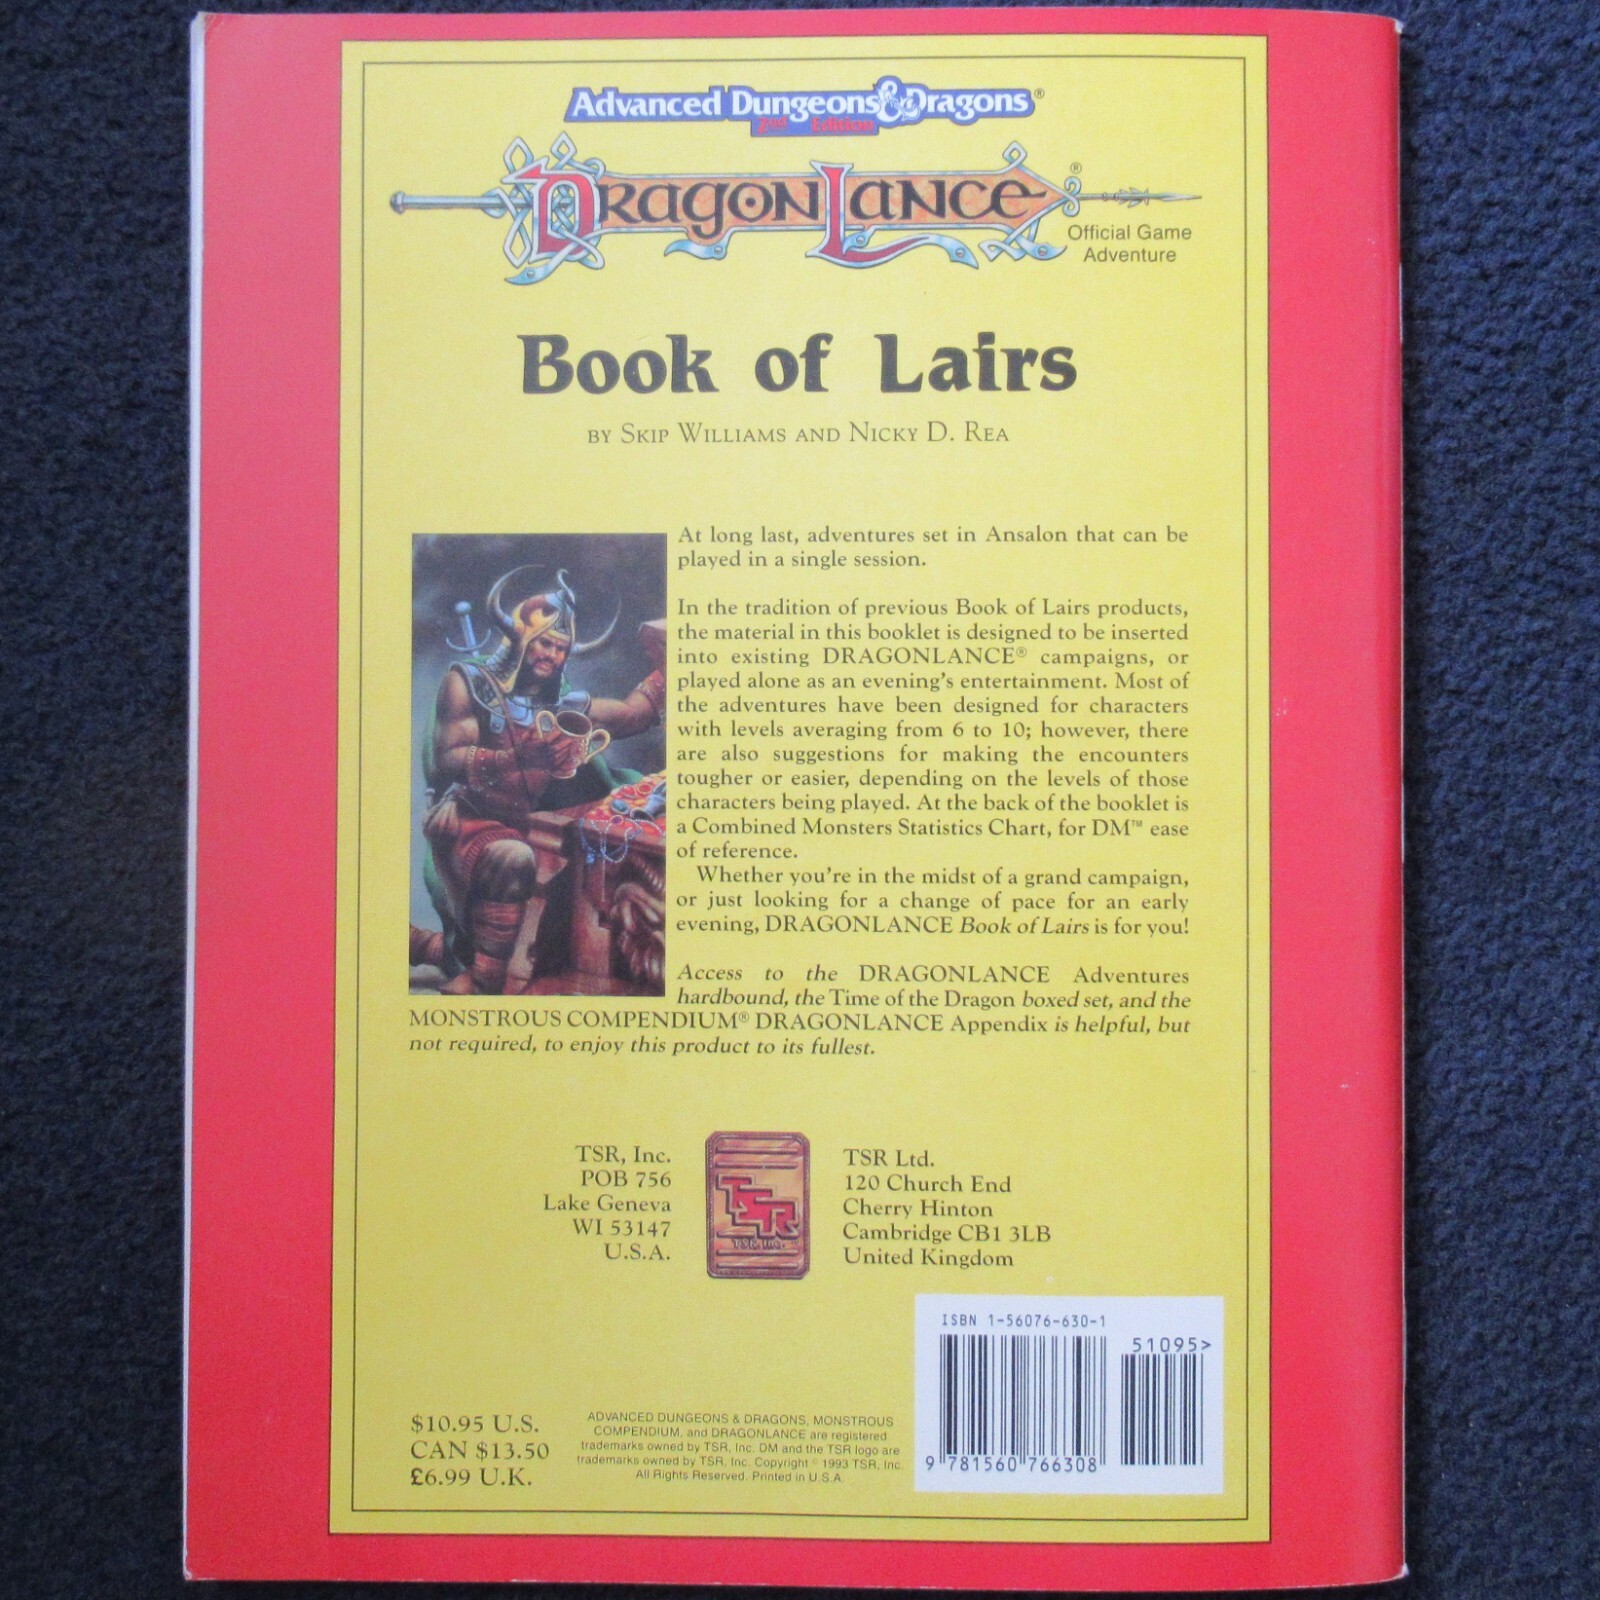 Advanced Dungeons & Dragons®
2nd Edition
DRAGONLANCE®
Official Game
Adventure
Book of Lairs
BY SKIP WILLIAMS AND NICKY D. REA
At long last, adventures set in Ansalon that can be
played in a single session.
In the tradition of previous Book of Lairs products,
the material in this booklet is designed to be inserted
into existing DRAGONLANCE® campaigns, or
played alone as an evening's entertainment. Most of
the adventures have been designed for characters
with levels averaging from 6 to 10; however, there
are also suggestions for making the encounters
tougher or easier, depending on the levels of those
characters being played. At the back of the booklet is
a Combined Monsters Statistics Chart, for DM™ ease
of reference.
Whether you're in the midst of a grand campaign,
or just looking for a change of pace for an early
evening, DRAGONLANCE Book of Lairs is for you!
Access to the DRAGONLANCE Adventures
hardbound, the Time of the Dragon boxed set, and the
MONSTROUS COMPENDIUM® DRAGONLANCE Appendix is helpful, but
not required, to enjoy this product to its fullest.
TSR, Inc.
POB 756
Lake Geneva
WI 53147
U.S.A.
TSR
TSR, Inc.™
TSR Ltd.
120 Church End
Cherry Hinton
Cambridge CB1 3LB
United Kingdom
$10.95 U.S.
CAN $13.50
£6.99 U.K.
ADVANCED DUNGEONS & DRAGONS, MONSTROUS
COMPENDIUM, and DRAGONLANCE are registered
trademarks owned by TSR, Inc. DM and the TSR logo are
trademarks owned by TSR, Inc. Copyright ©1993 TSR, Inc.
All Rights Reserved. Printed in U.S.A.
ISBN 1-56076-630-1
51095>
9 781560 766308